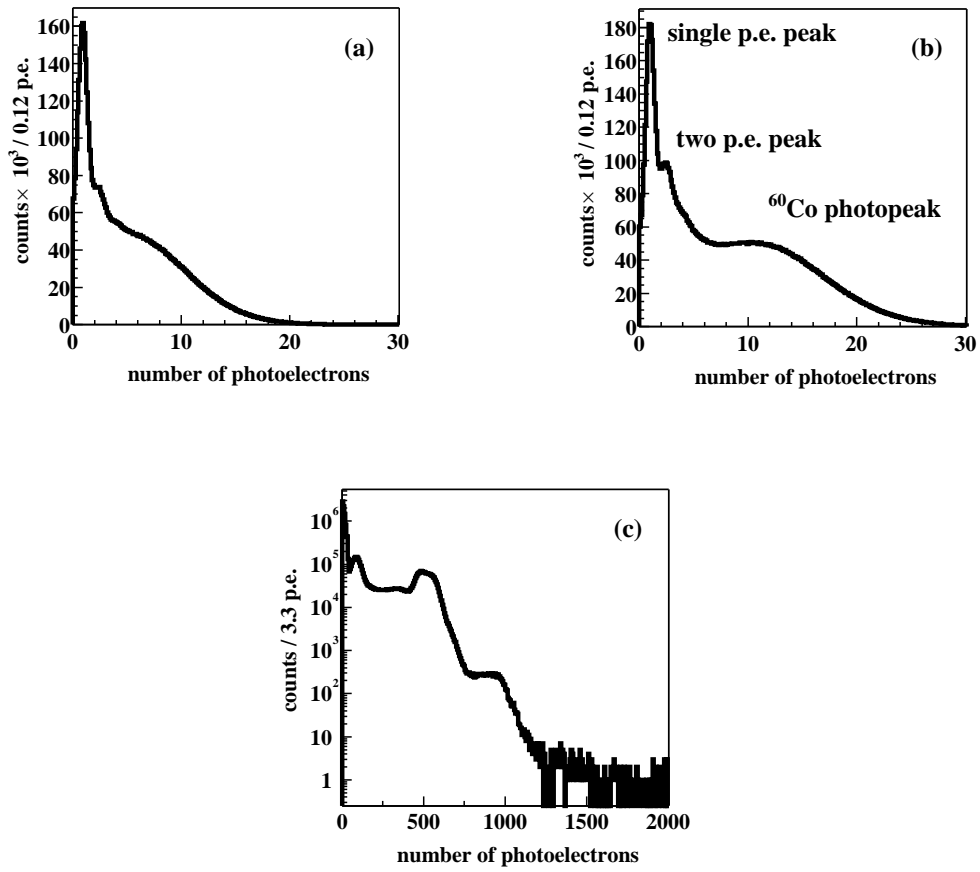 160
140
120
100
80
60
40
20
0
counts× 10³ / 0.12 p.e.
(a)
0 10 20 30
number of photoelectrons
180
160
140
120
100
80
60
40
20
0
counts× 10³ / 0.12 p.e.
single p.e. peak
(b)
two p.e. peak
⁶⁰Co photopeak
0 10 20 30
number of photoelectrons
10⁶
10⁵
10⁴
10³
10²
10
1
counts / 3.3 p.e.
(c)
0 500 1000 1500 2000
number of photoelectrons